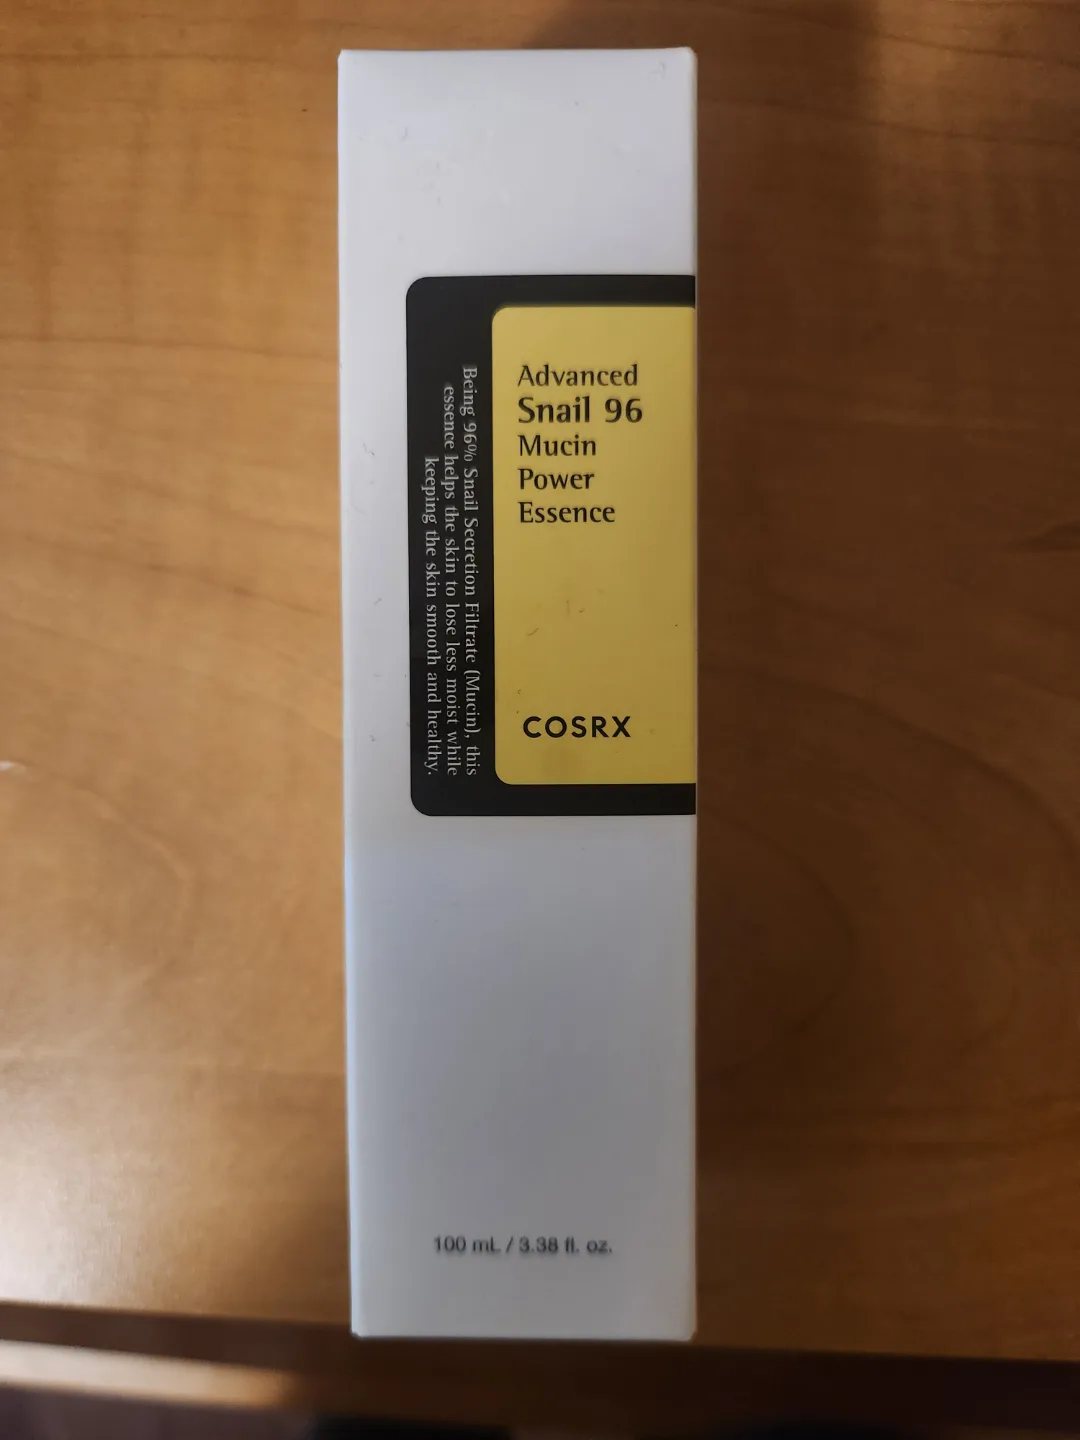 Advanced
Snail 96
Mucin
Power
Essence
COSRX
Being 96% Snail Secretion Filtrate (Mucin), this
essence helps the skin to lose less moist while
keeping the skin smooth and healthy.
100 mL / 3.38 fl. oz.